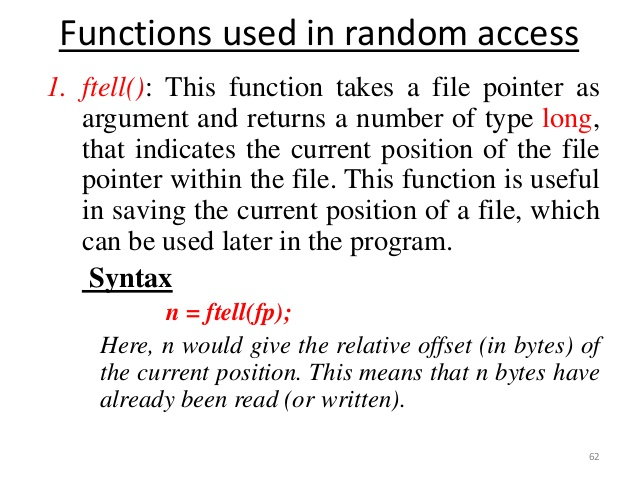 Functions used in random access
1. ftell(): This function takes a file pointer as
argument and returns a number of type long,
that indicates the current position of the file
pointer within the file. This function is useful
in saving the current position of a file, which
can be used later in the program.
Syntax
n = ftell(fp);
Here, n would give the relative offset (in bytes) of
the current position. This means that n bytes have
already been read (or written).
62